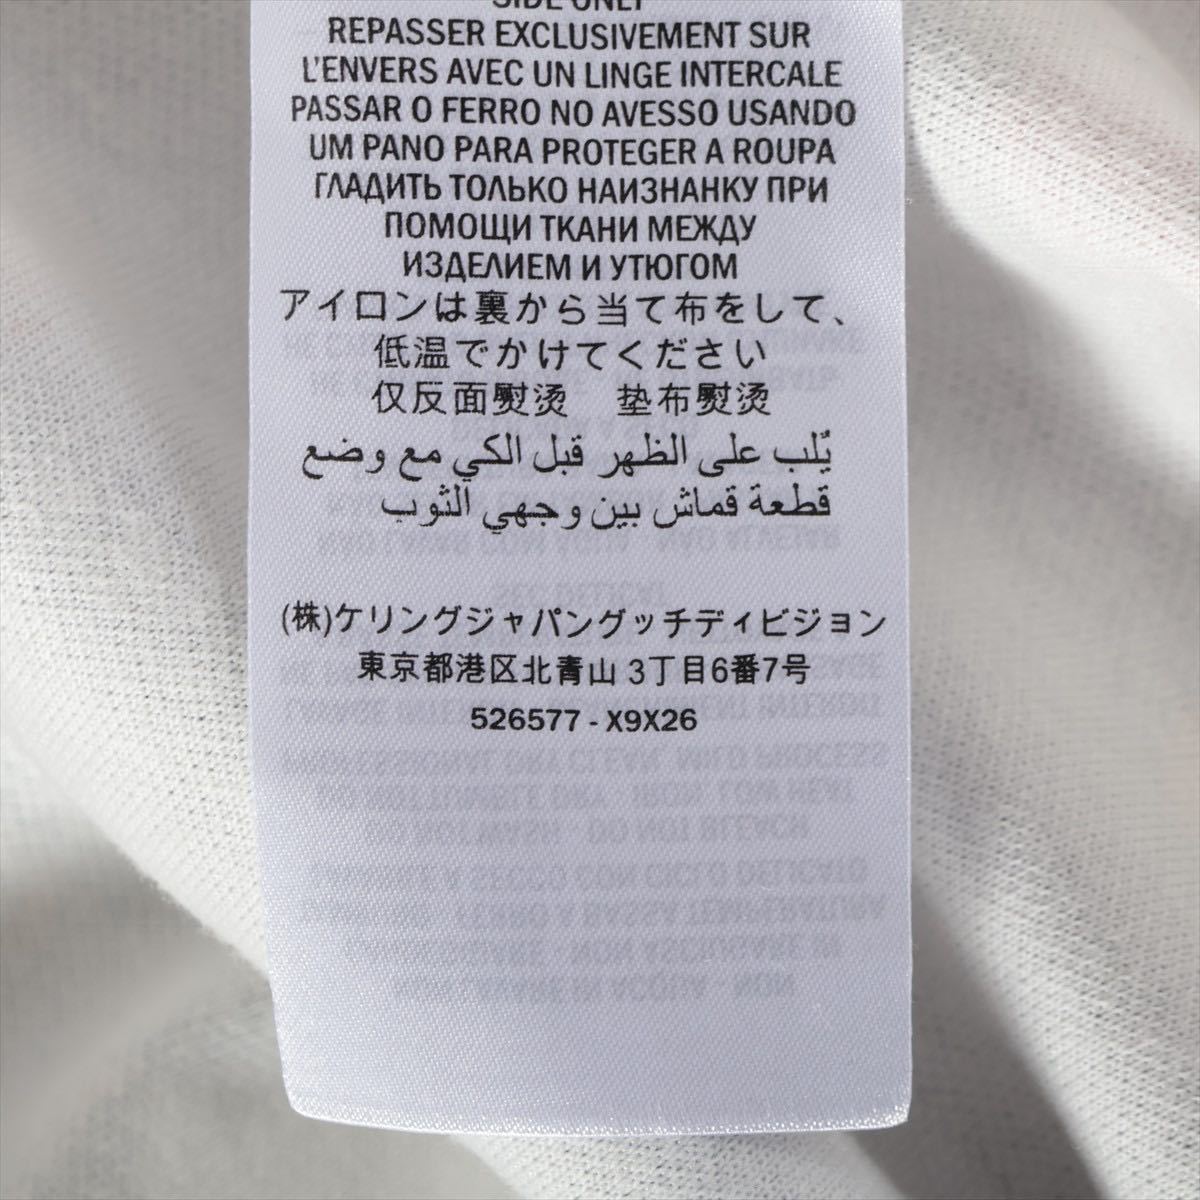 SIDE ONLY
REPASSER EXCLUSIVEMENT SUR
L'ENVERS AVEC UN LINGE INTERCALE
PASSAR O FERRO NO AVESSO USANDO
UM PANO PARA PROTEGER A ROUPA
ГЛАДИТЬ ТОЛЬКО НАИЗНАНКУ ПРИ
ПОМОЩИ ТКАНИ МЕЖДУ
ИЗДЕЛИЕМ И УТЮГОМ
アイロンは裏から当て布をして、
低温でかけてください
仅反面熨烫　垫布熨烫
يُلب على الظهر قبل الكي مع وضع
قطعة قماش بين وجهي الثوب
(株)ケリングジャパングッチディビジョン
東京都港区北青山 3丁目6番7号
526577 - X9X26